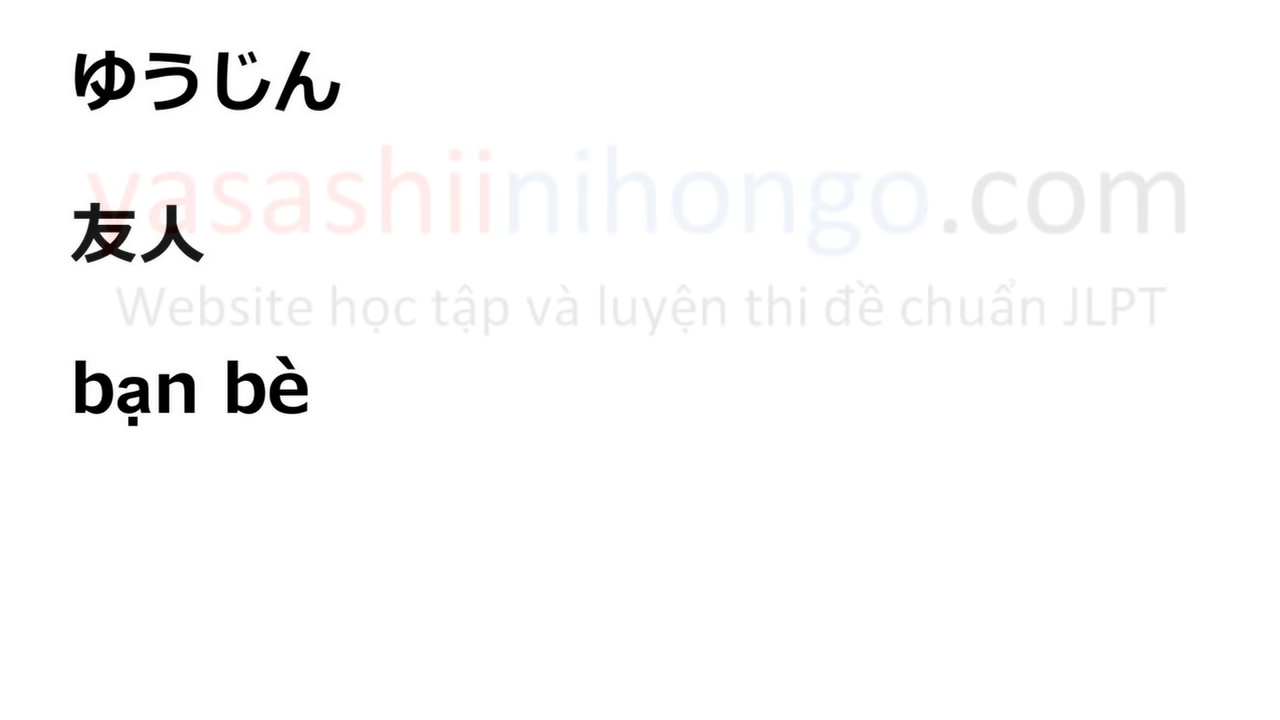 ゆうじん
yasashiinihongo.com
友人
Website học tập và luyện thi đề chuẩn JLPT
bạn bè